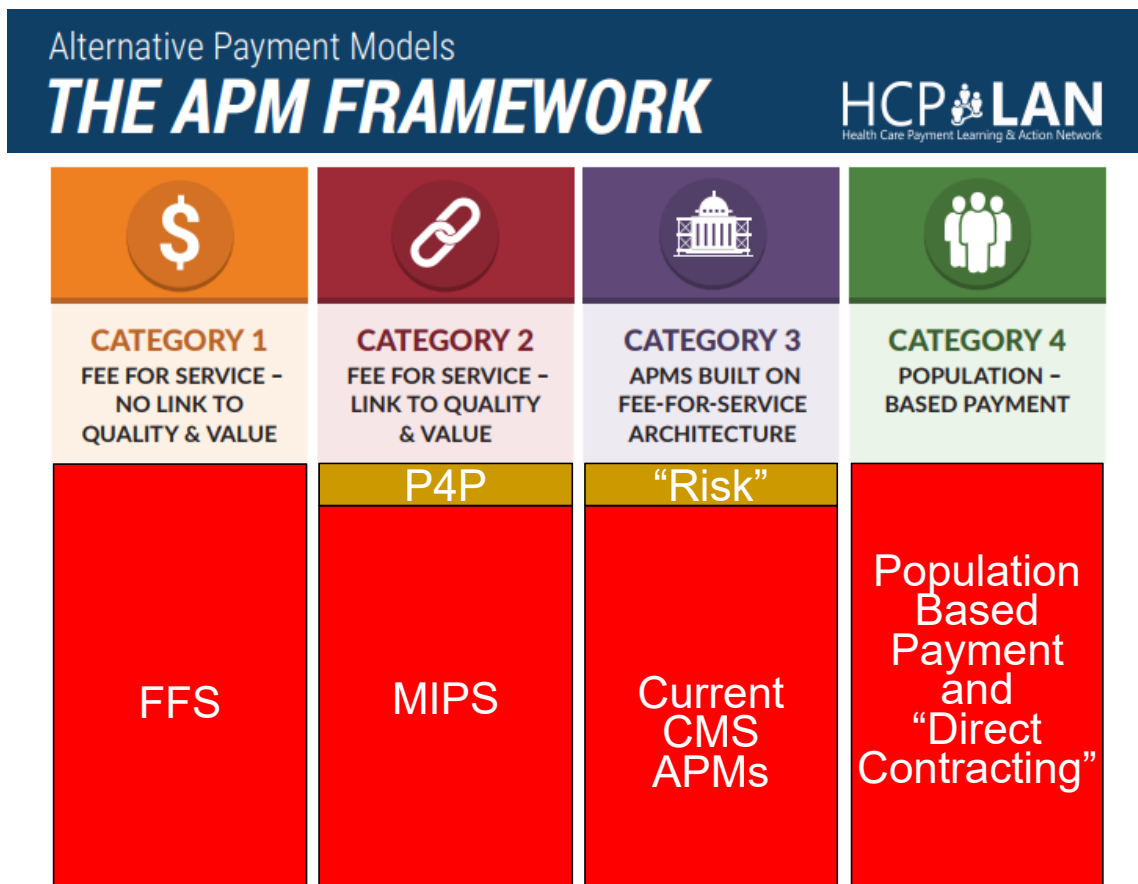 Alternative Payment Models
THE APM FRAMEWORK
HCP LAN
Health Care Payment Learning & Action Network
$
CATEGORY 1
FEE FOR SERVICE –
NO LINK TO
QUALITY & VALUE
FFS
CATEGORY 2
FEE FOR SERVICE –
LINK TO QUALITY
& VALUE
P4P
MIPS
CATEGORY 3
APMS BUILT ON
FEE-FOR-SERVICE
ARCHITECTURE
“Risk”
Current
CMS
APMs
CATEGORY 4
POPULATION –
BASED PAYMENT
Population
Based
Payment
and
“Direct
Contracting”